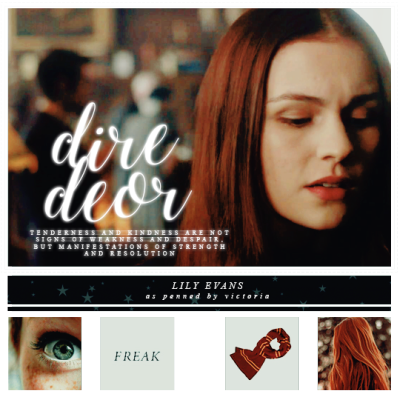 dire
deor
TENDERNESS AND KINDNESS ARE NOT
SIGNS OF WEAKNESS AND DESPAIR,
BUT MANIFESTATIONS OF STRENGTH
AND RESOLUTION
LILY EVANS
as penned by victoria
FREAK